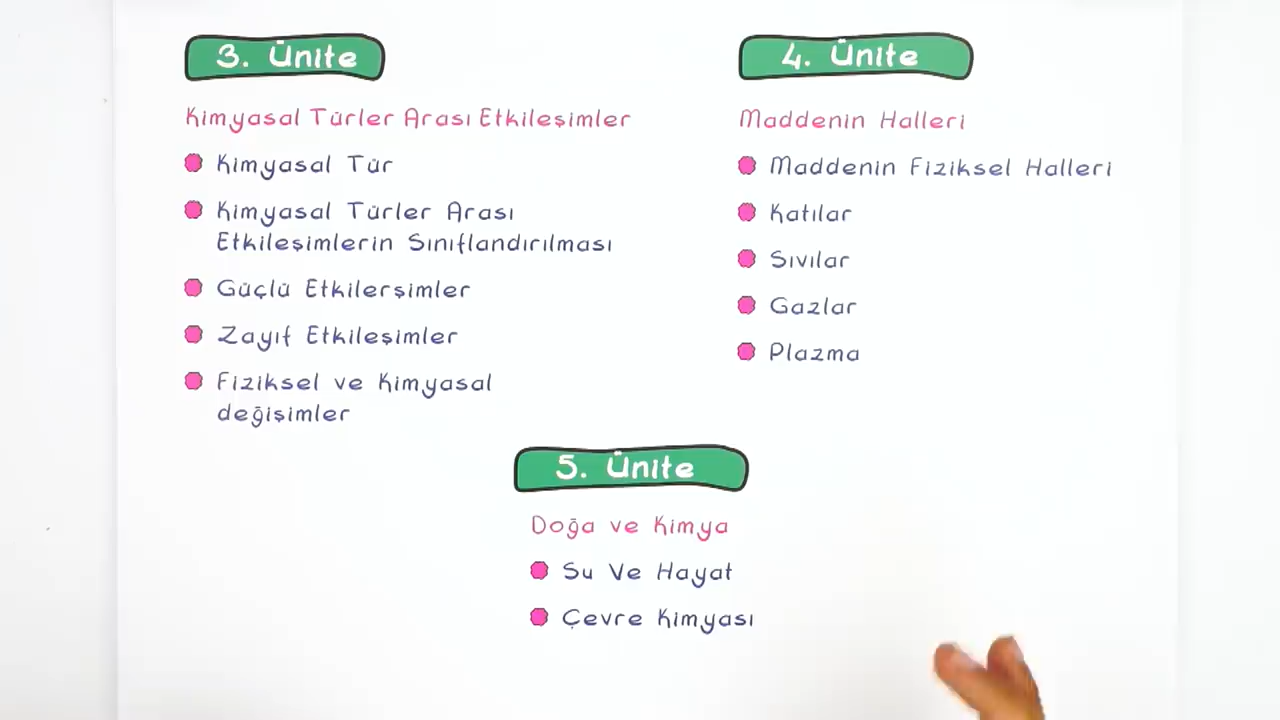 3. Ünite
Kimyasal Türler Arası Etkileşimler
Kimyasal Tür
Kimyasal Türler Arası
Etkileşimlerin Sınıflandırılması
Güçlü Etkilerşimler
Zayıf Etkileşimler
Fiziksel ve Kimyasal
değişimler
4. Ünite
Maddenin Halleri
Maddenin Fiziksel Halleri
Katılar
Sıvılar
Gazlar
Plazma
5. Ünite
Doğa ve Kimya
Su Ve Hayat
Çevre Kimyası